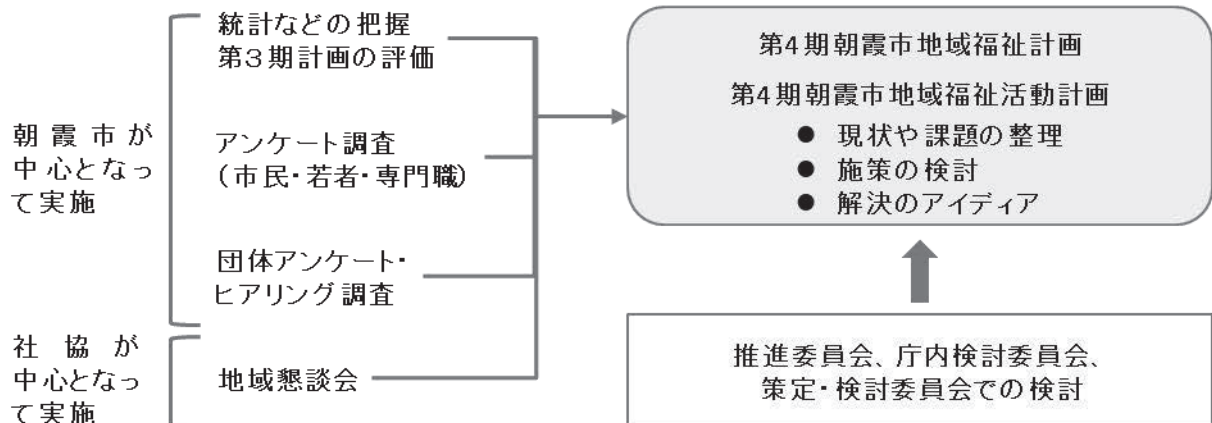 朝霞市が
中心となっ
て実施
統計などの把握
第3期計画の評価
アンケート調査
(市民・若者・専門職)
団体アンケート・
ヒアリング調査
社協が
中心となっ
て実施
地域懇談会
第4期朝霞市地域福祉計画
第4期朝霞市地域福祉活動計画
● 現状や課題の整理
● 施策の検討
● 解決のアイディア
推進委員会、庁内検討委員会、
策定・検討委員会での検討